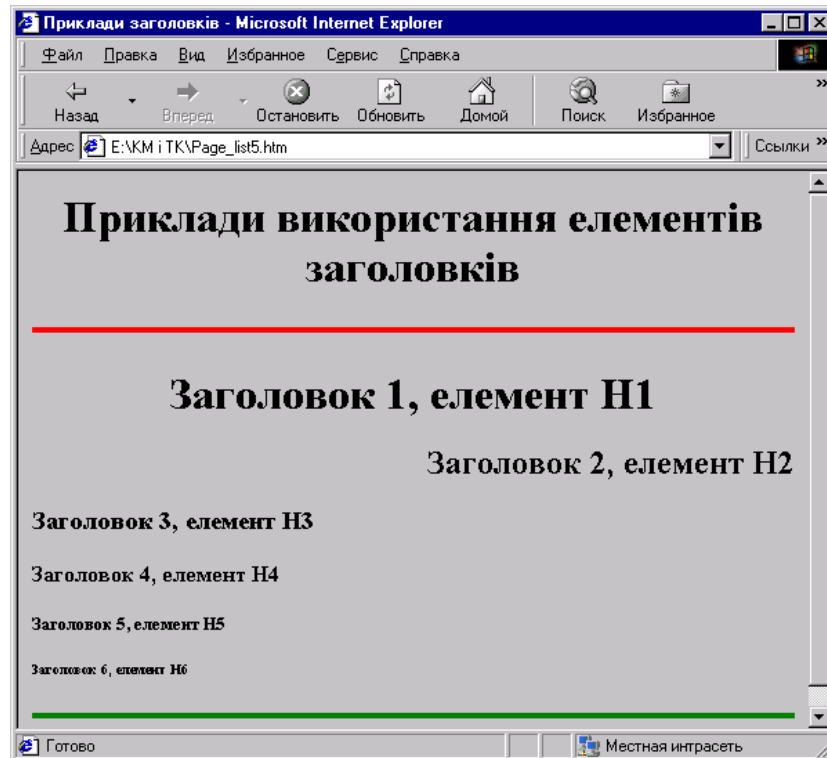 Приклади заголовків - Microsoft Internet Explorer
Файл Правка Вид Избранное Сервис Справка
Назад Вперед Остановить Обновить Домой Поиск Избранное »
Адрес E:\KM i TK\Page_list5.htm Ссылки »
Приклади використання елементів
заголовків
Заголовок 1, елемент H1
Заголовок 2, елемент H2
Заголовок 3, елемент H3
Заголовок 4, елемент H4
Заголовок 5, елемент H5
Заголовок 6, елемент H6
Готово Местная интрасеть